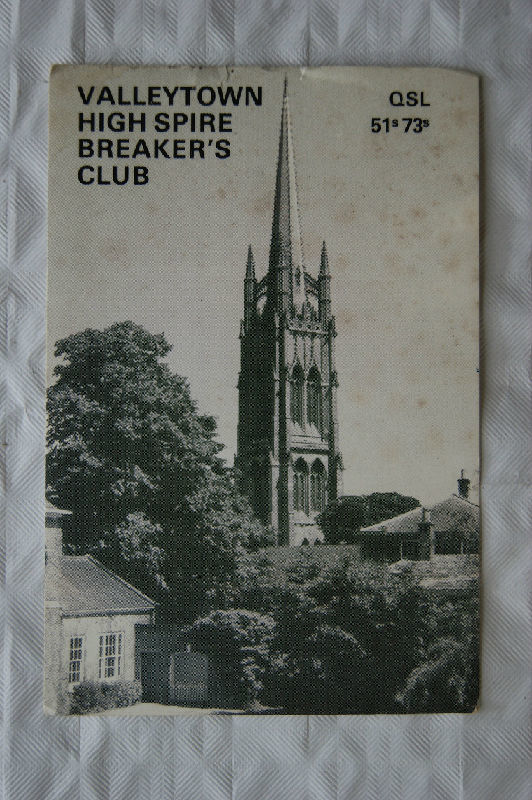 VALLEYTOWN
HIGH SPIRE
BREAKER'S
CLUB
QSL
51ˢ 73ˢ